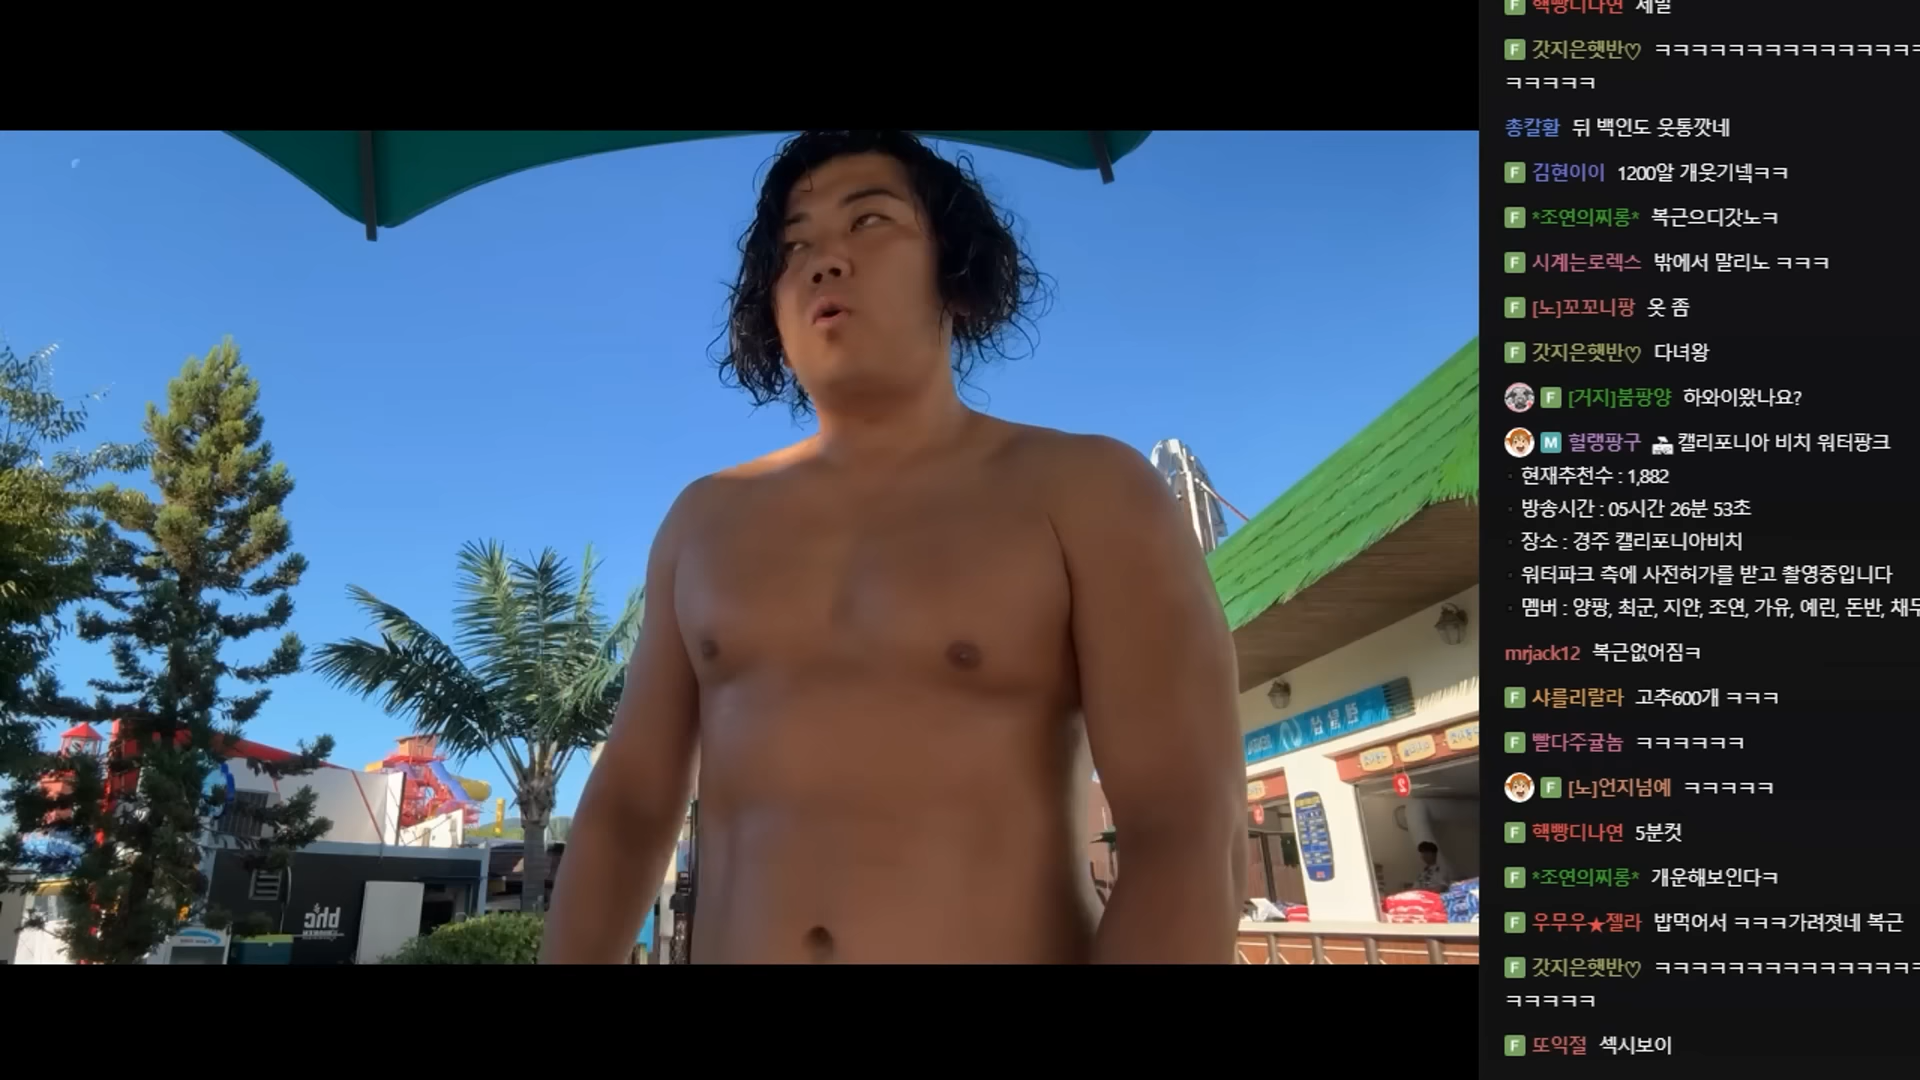 F 핵빵디나연 제발
F 갓지은햇반♡ ㅋㅋㅋㅋㅋㅋㅋㅋㅋㅋㅋㅋㅋㅋㅋ
ㅋㅋㅋㅋㅋ
총칼활 뒤 백인도 웃통깟네
F 김현이이 1200알 개웃기넼ㅋㅋ
F *조연의찌롱* 복근으디갓노ㅋ
F 시계는로렉스 밖에서 말리노 ㅋㅋㅋ
F [노]꼬꼬니팡 옷 좀
F 갓지은햇반♡ 다녀왕
F [거지]붐팡양 하와이왔나요?
M 헐랭팡구 캘리포니아 비치 워터팡크
· 현재추천수 : 1,882
· 방송시간 : 05시간 26분 53초
· 장소 : 경주 캘리포니아비치
· 워터파크 측에 사전허가를 받고 촬영중입니다
· 멤버 : 양팡, 최군, 지얀, 조연, 가유, 예린, 돈반, 채무
mrjack12 복근없어짐ㅋ
F 샤를리랄라 고추600개 ㅋㅋㅋ
F 빨다주귤놈 ㅋㅋㅋㅋㅋㅋ
F [노]언지넘예 ㅋㅋㅋㅋㅋ
F 핵빵디나연 5분컷
F *조연의찌롱* 개운해보인다ㅋ
F 우무우★젤라 밥먹어서 ㅋㅋㅋ가려졋네 복근
F 갓지은햇반♡ ㅋㅋㅋㅋㅋㅋㅋㅋㅋㅋㅋㅋㅋㅋㅋ
ㅋㅋㅋㅋㅋ
F 또익절 섹시보이
bhc